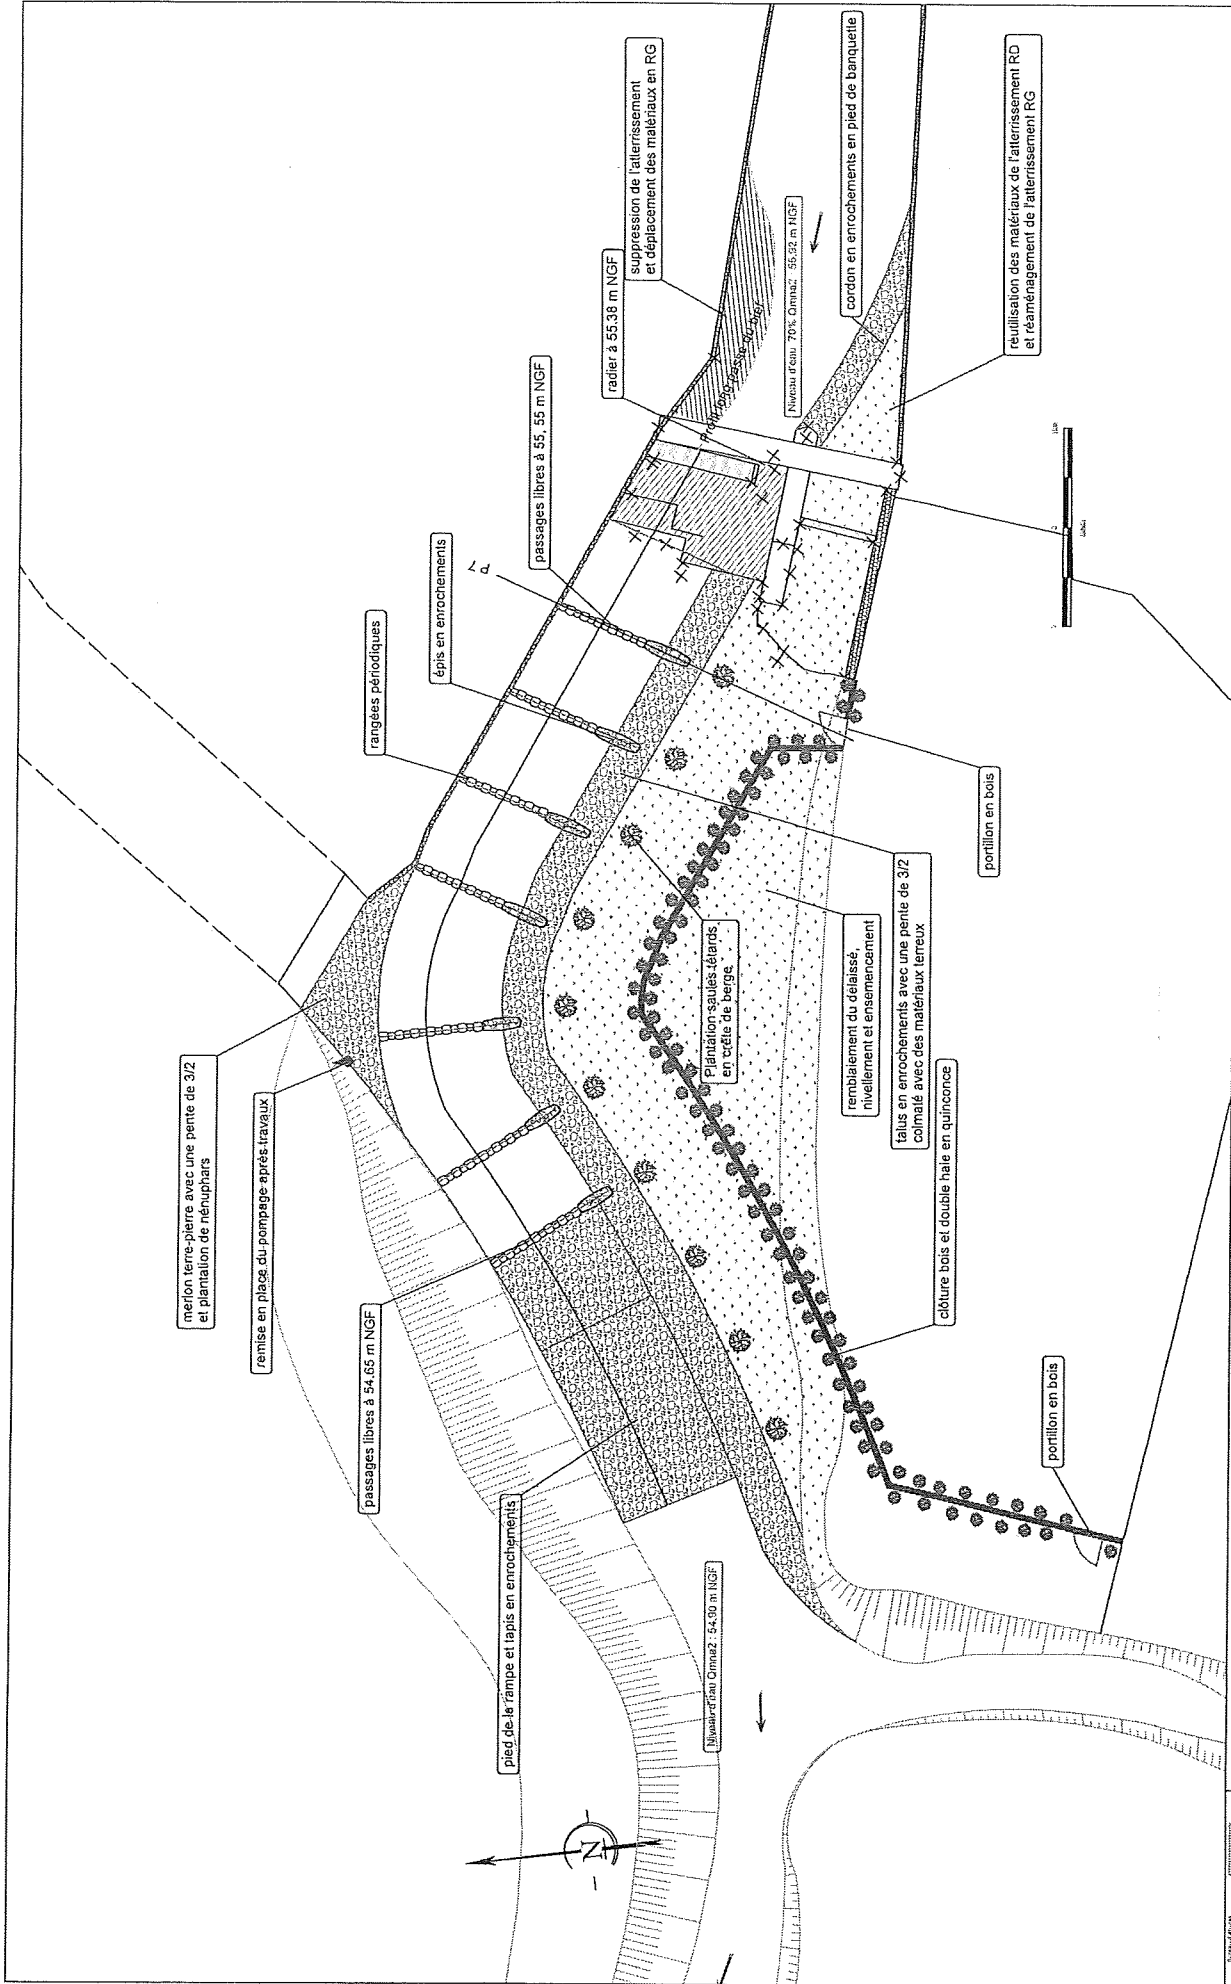 merlon terre-pierre avec une pente de 3/2
et plantation de nénuphars
remise en place du pompage après travaux
passages libres à 54.65 m NGF
pied de la rampe et tapis en enrochements
Niveau d'eau Qmna2 : 54.90 m NGF
N
rangées périodiques
épis en enrochements
P7
passages libres à 55, 55 m NGF
radier à 55.38 m NGF
suppression de l'atterrissement
et déplacement des matériaux en RG
Profil long passe du bief
Niveau d'eau 70% Qmna2 55.92 m NGF
cordon en enrochements en pied de banquette
réutilisation des matériaux de l'atterrissement RD
et réaménagement de l'atterrissement RG
portillon en bois
Plantation saules têtards
en crête de berge
remblaiement du délaissé,
nivellement et ensemencement
talus en enrochements avec une pente de 3/2
colmaté avec des matériaux terreux
clôture bois et double haie en quinconce
portillon en bois